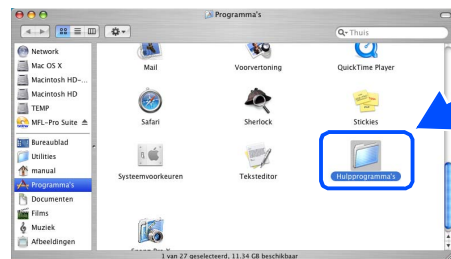 Programma's
Thuis
Network
Mac OS X
Macintosh HD-...
Macintosh HD
TEMP
MFL-Pro Suite
Bureaublad
Utilities
manual
Programma's
Documenten
Films
Muziek
Afbeeldingen
Mail
Voorvertoning
QuickTime Player
Safari
Sherlock
Stickies
Systeemvoorkeuren
Teksteditor
Hulpprogramma's
1 van 27 geselecteerd, 11.34 GB beschikbaar